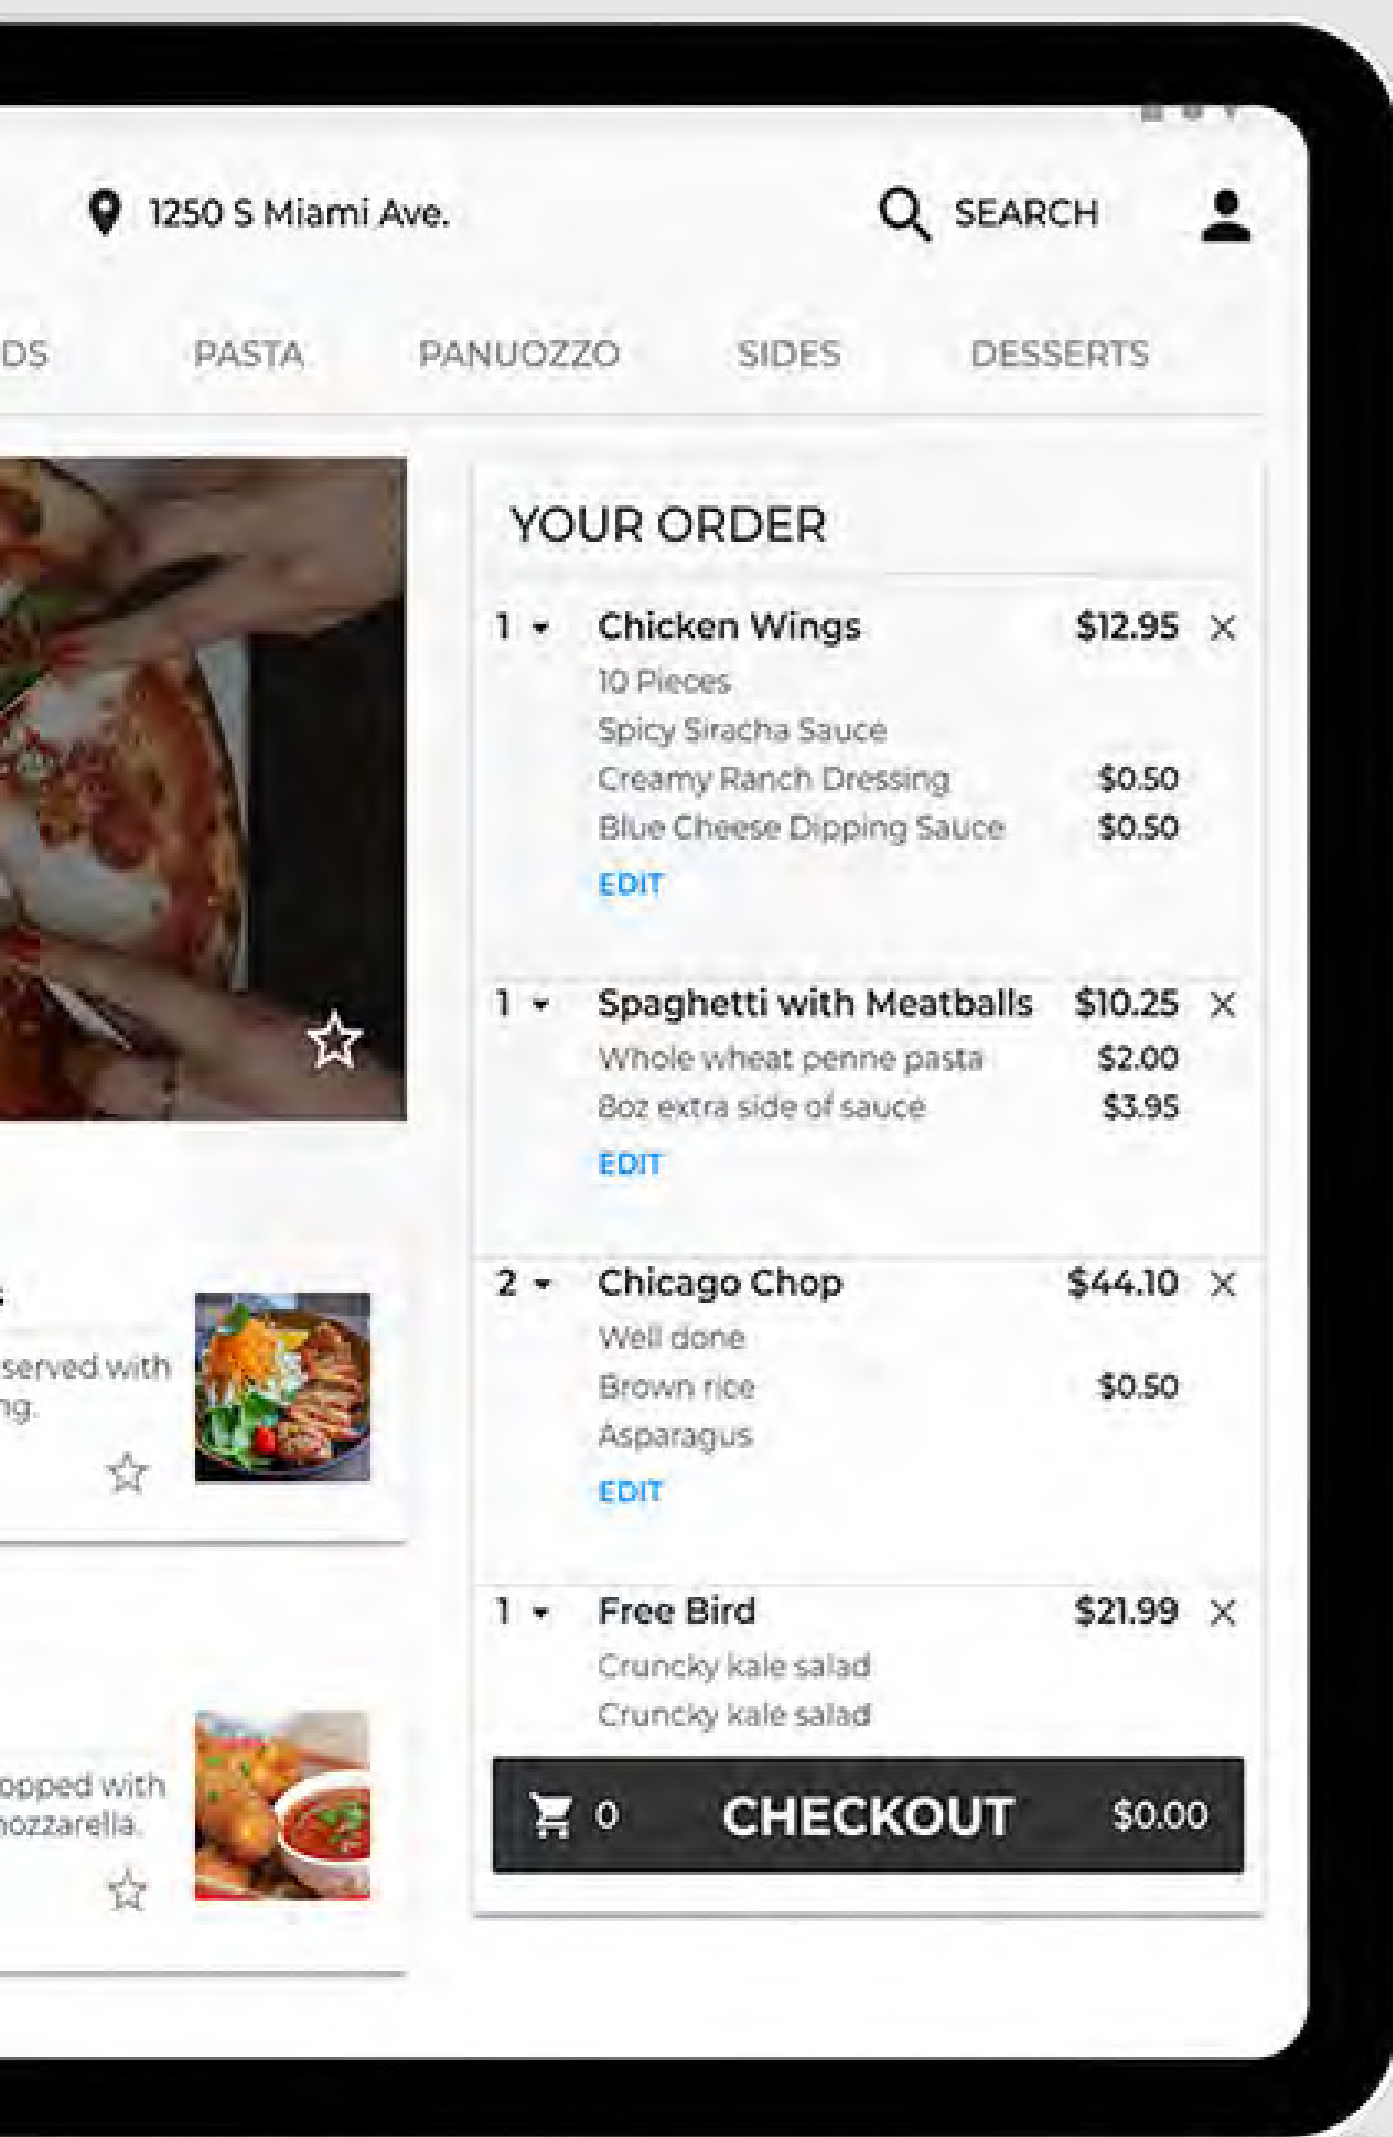 1250 S Miami Ave.
SEARCH
DS PASTA PANUOZZO SIDES DESSERTS
YOUR ORDER
1 Chicken Wings $12.95
10 Pieces
Spicy Siracha Sauce
Creamy Ranch Dressing $0.50
Blue Cheese Dipping Sauce $0.50
EDIT
1 Spaghetti with Meatballs $10.25
Whole wheat penne pasta $2.00
8oz extra side of sauce $3.95
EDIT
2 Chicago Chop $44.10
Well done
Brown rice $0.50
Asparagus
EDIT
1 Free Bird $21.99
Cruncky kale salad
Cruncky kale salad
0 CHECKOUT $0.00
s
served with
ng.
opped with
nozzarella.